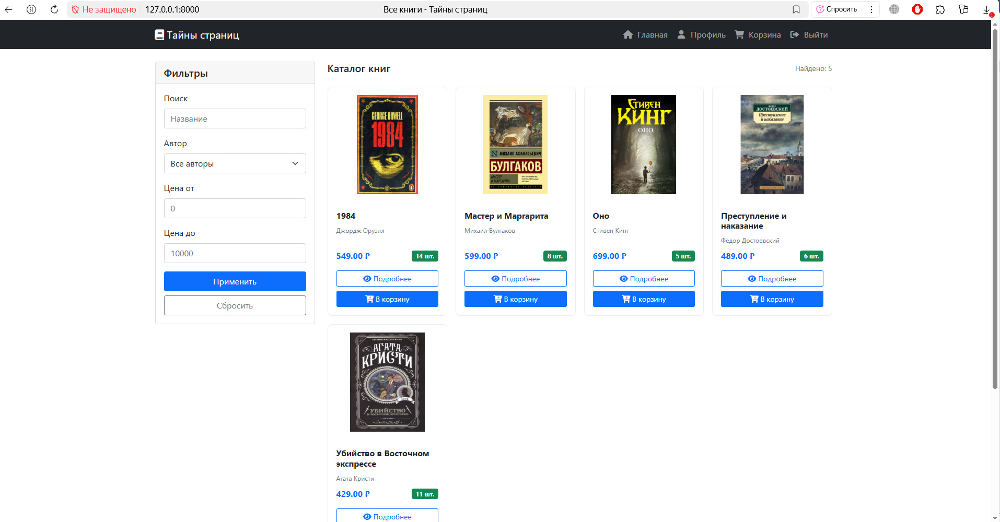 Не защищено 127.0.0.1:8000 Все книги - Тайны страниц Спросить
Тайны страниц Главная Профиль Корзина Выйти
Фильтры
Поиск
Название
Автор
Все авторы
Цена от
0
Цена до
10000
Применить
Сбросить
Каталог книг Найдено: 5
GEORGE ORWELL
1984
1984
Джордж Оруэлл
549.00 ₽ 14 шт.
Подробнее
В корзину
МИХАИЛ АФАНАСЬЕВИЧ
БУЛГАКОВ
МАСТЕР
И МАРГАРИТА
Мастер и Маргарита
Михаил Булгаков
599.00 ₽ 8 шт.
Подробнее
В корзину
СТИВЕН
КИНГ
ОНО
Оно
Стивен Кинг
699.00 ₽ 5 шт.
Подробнее
В корзину
ФЁДОР
ДОСТОЕВСКИЙ
Преступление
и наказание
Преступление и
наказание
Фёдор Достоевский
489.00 ₽ 6 шт.
Подробнее
В корзину
АГАТА
КРИСТИ
1934
УБИЙСТВО
В «ВОСТОЧНОМ ЭКСПРЕССЕ»
Убийство в Восточном
экспрессе
Агата Кристи
429.00 ₽ 11 шт.
Подробнее